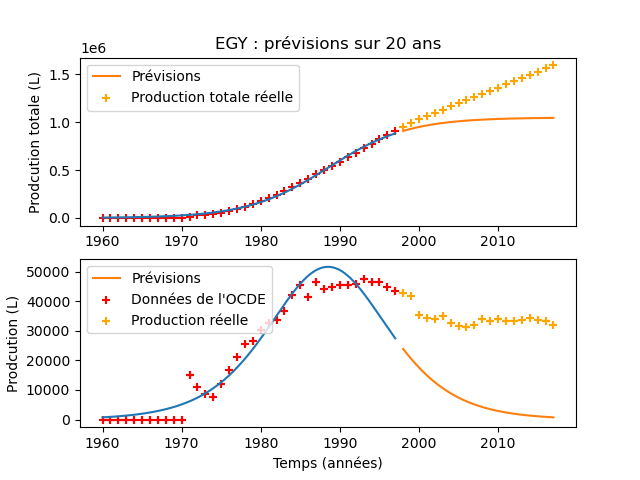 EGY : prévisions sur 20 ans
1e6
Prodcution totale (L)
1.5
1.0
0.5
0.0
Prévisions
Production totale réelle
1960 1970 1980 1990 2000 2010
Prodcution (L)
50000
40000
30000
20000
10000
0
Prévisions
Données de l'OCDE
Production réelle
1960 1970 1980 1990 2000 2010
Temps (années)